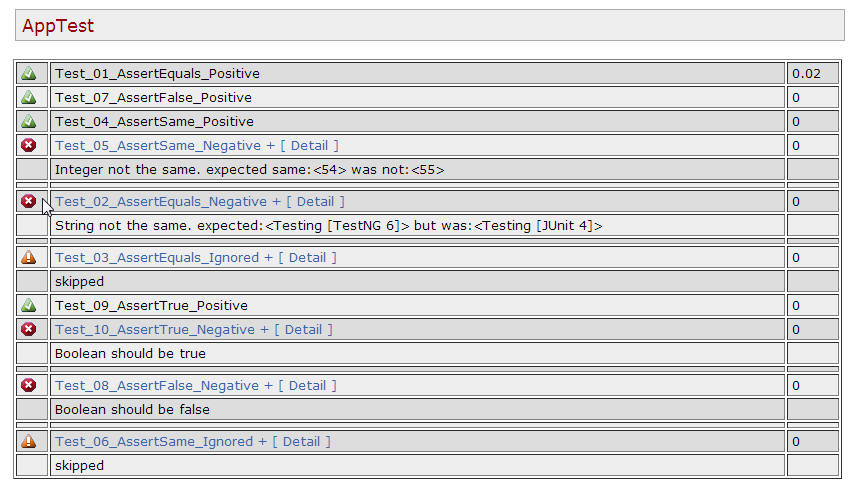 AppTest
Test_01_AssertEquals_Positive 0.02
Test_07_AssertFalse_Positive 0
Test_04_AssertSame_Positive 0
Test_05_AssertSame_Negative + [ Detail ] 0
Integer not the same. expected same:<54> was not:<55>
Test_02_AssertEquals_Negative + [ Detail ] 0
String not the same. expected:<Testing [TestNG 6]> but was:<Testing [JUnit 4]>
Test_03_AssertEquals_Ignored + [ Detail ] 0
skipped
Test_09_AssertTrue_Positive 0
Test_10_AssertTrue_Negative + [ Detail ] 0
Boolean should be true
Test_08_AssertFalse_Negative + [ Detail ] 0
Boolean should be false
Test_06_AssertSame_Ignored + [ Detail ] 0
skipped